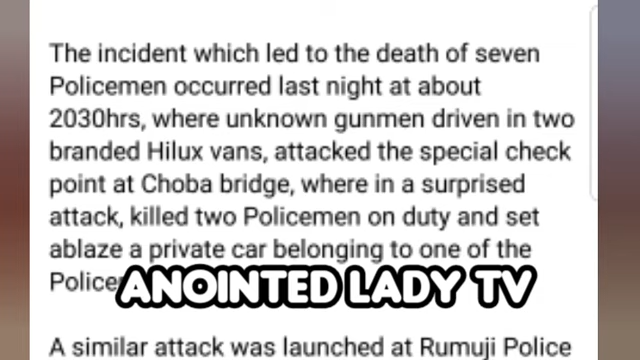 The incident which led to the death of seven
Policemen occurred last night at about
2030hrs, where unknown gunmen driven in two
branded Hilux vans, attacked the special check
point at Choba bridge, where in a surprised
attack, killed two Policemen on duty and set
ablaze a private car belonging to one of the
ANOINTED LADY TV
A similar attack was launched at Rumuji Police